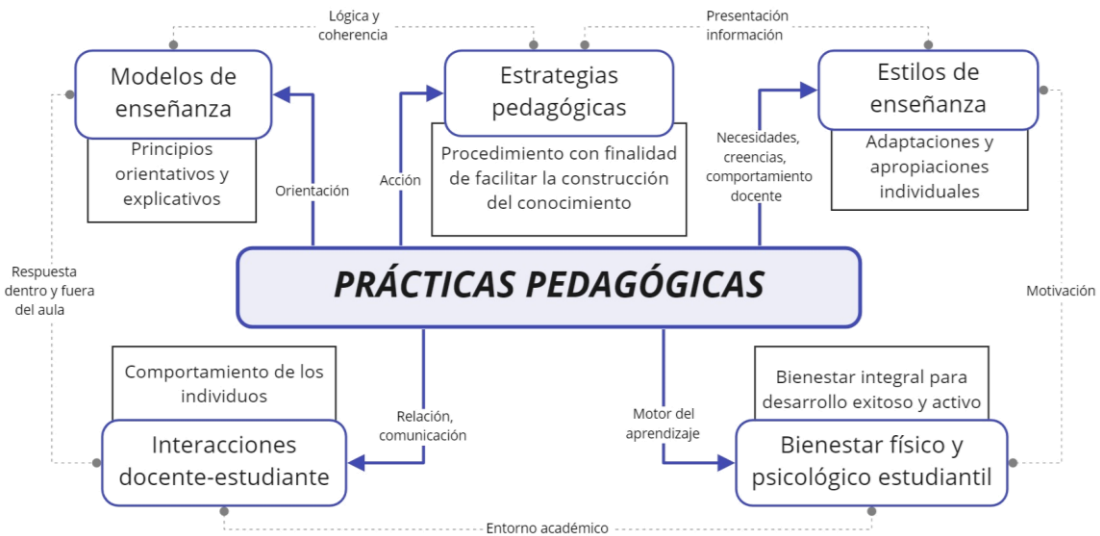 Lógica y
coherencia
Presentación
información
Modelos de
enseñanza
Estrategias
pedagógicas
Estilos de
enseñanza
Principios
orientativos y
explicativos
Orientación
Acción
Procedimiento con finalidad
de facilitar la construcción
del conocimiento
Necesidades,
creencias,
comportamiento
docente
Adaptaciones y
apropiaciones
individuales
Respuesta
dentro y fuera
del aula
PRÁCTICAS PEDAGÓGICAS
Motivación
Comportamiento de los
individuos
Relación,
comunicación
Motor del
aprendizaje
Bienestar integral para
desarrollo exitoso y activo
Interacciones
docente-estudiante
Bienestar físico y
psicológico estudiantil
Entorno académico